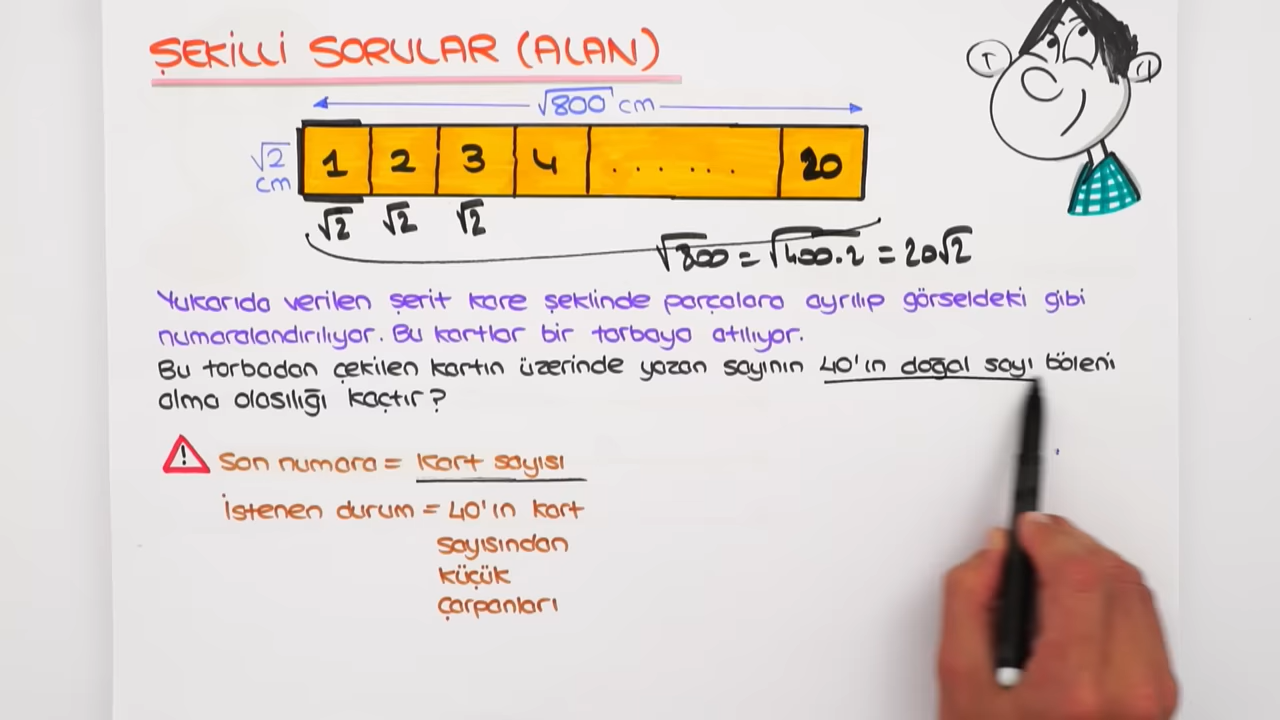 ŞEKİLLİ SORULAR (ALAN)
√800 cm
√2 cm
1 2 3 4 . . . . . . 20
√2 √2 √2
√800 = √400.2 = 20√2
Yukarıda verilen şerit kare şeklinde parçalara ayrılıp görseldeki gibi
numaralandırılıyor. Bu kartlar bir torbaya atılıyor.
Bu torbadan çekilen kartın üzerinde yazan sayının 40'ın doğal sayı böleni
olma olasılığı kaçtır?
! Son numara = Kart sayısı
İstenen durum = 40'ın kart
sayısından
küçük
çarpanları